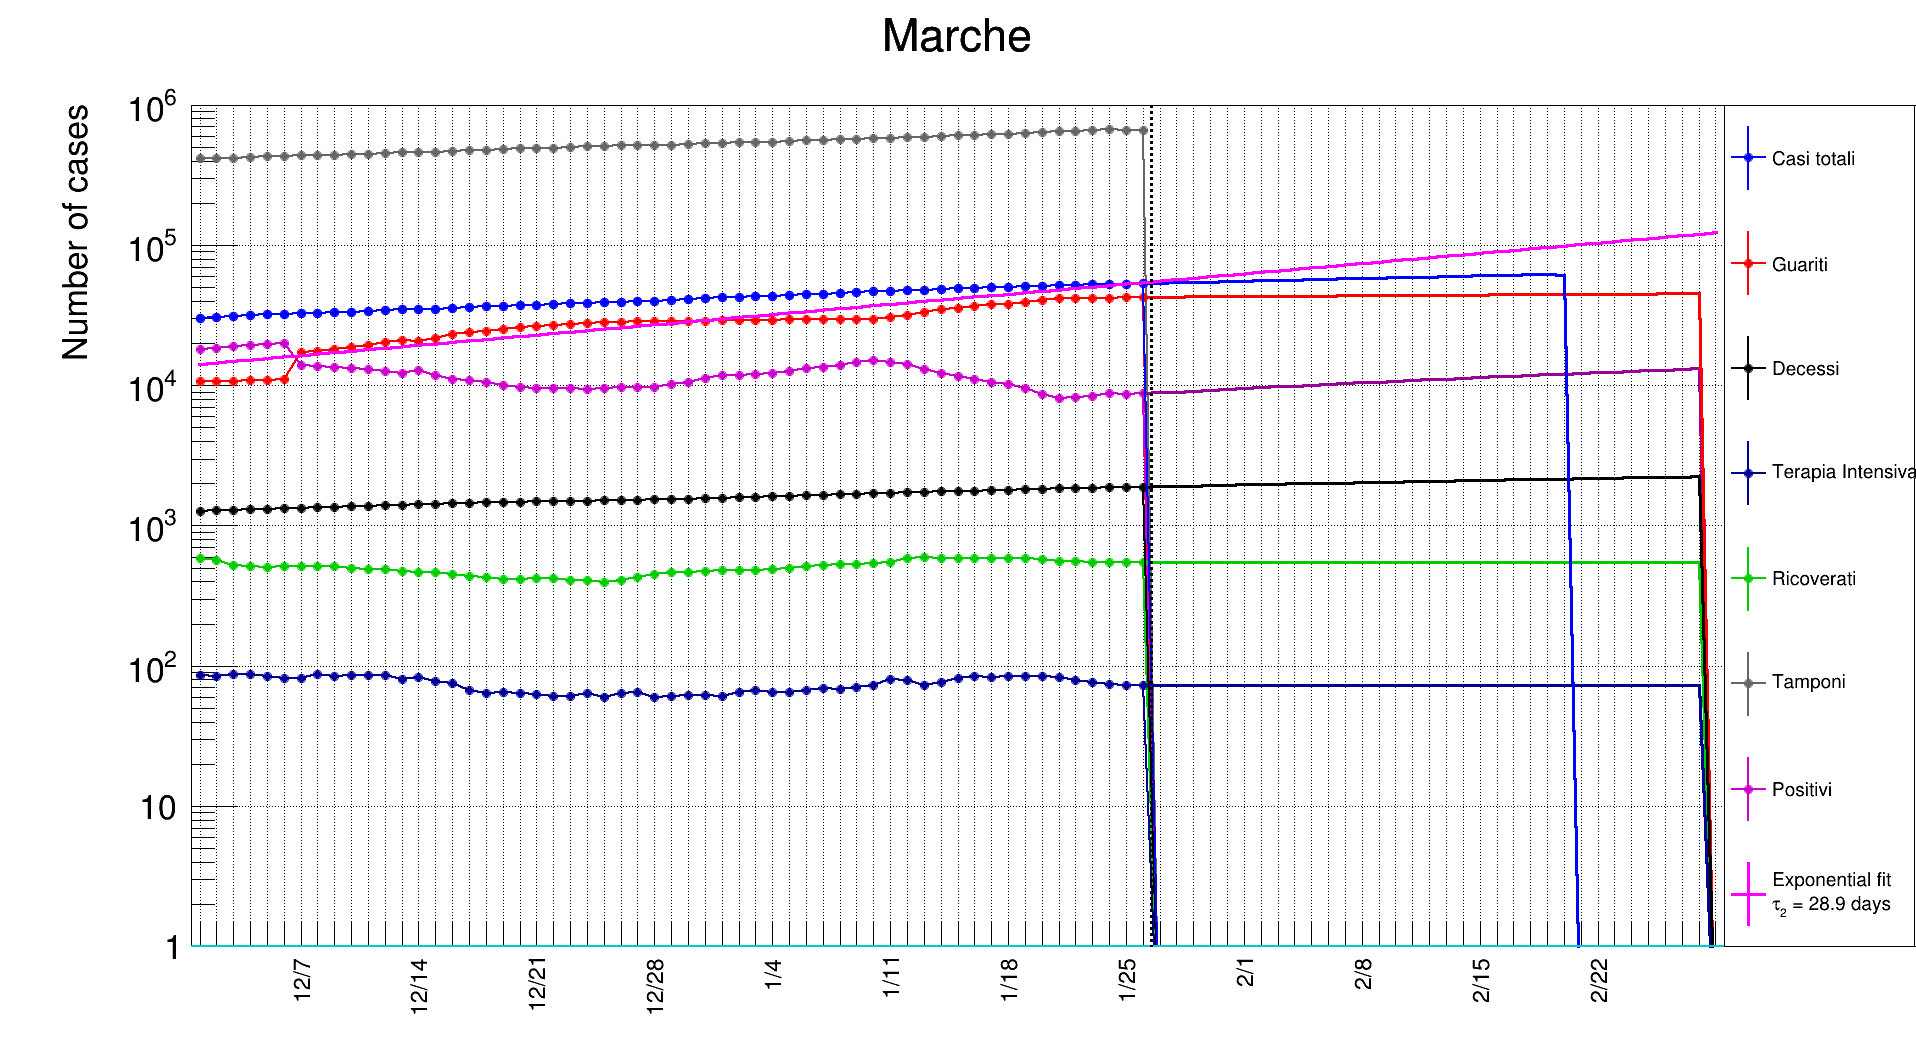 Marche
Number of cases
10^6
10^5
10^4
10^3
10^2
10
1
12/7
12/14
12/21
12/28
1/4
1/11
1/18
1/25
2/1
2/8
2/15
2/22
Casi totali
Guariti
Decessi
Terapia Intensiva
Ricoverati
Tamponi
Positivi
Exponential fit
τ₂ = 28.9 days